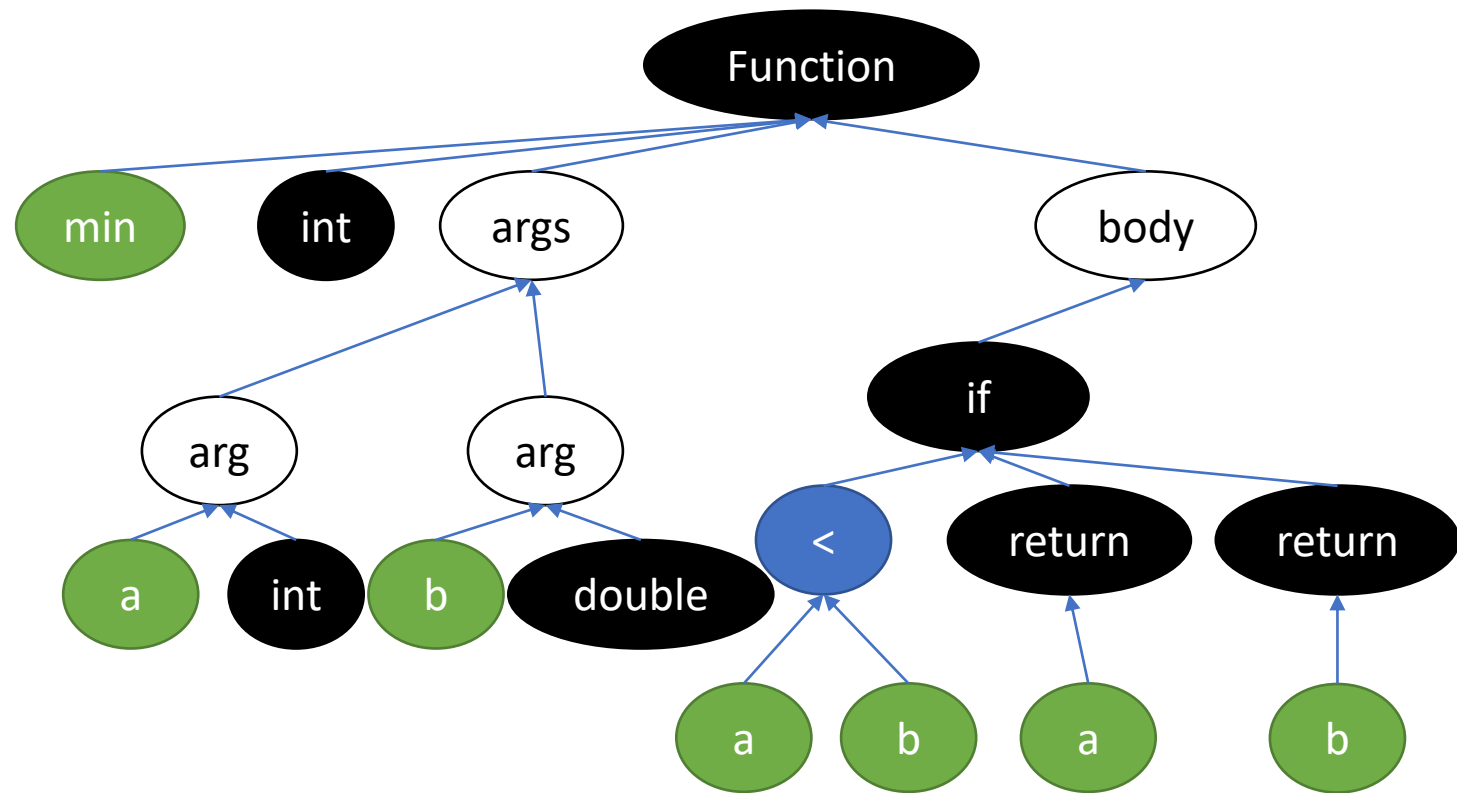 Function
min
int
args
body
if
arg
arg
<
return
return
a
int
b
double
a
b
a
b